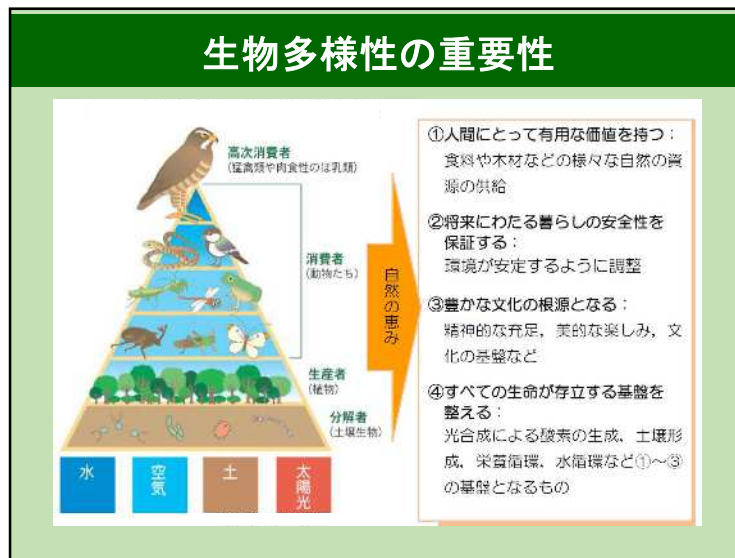 生物多様性の重要性
高次消費者
(猛禽類や肉食性のほ乳類)
消費者
(動物たち)
生産者
(植物)
分解者
(土壌生物)
水
空気
土
太陽光
自然の恵み
①人間にとって有用な価値を持つ：
食料や木材などの様々な自然の資
源の供給
②将来にわたる暮らしの安全性を
保証する：
環境が安定するように調整
③豊かな文化の根源となる：
精神的な充足，美的な楽しみ，文
化の基盤など
④すべての生命が存立する基盤を
整える：
光合成による酸素の生成、土壌形
成、栄養循環、水循環など①～③
の基盤となるもの